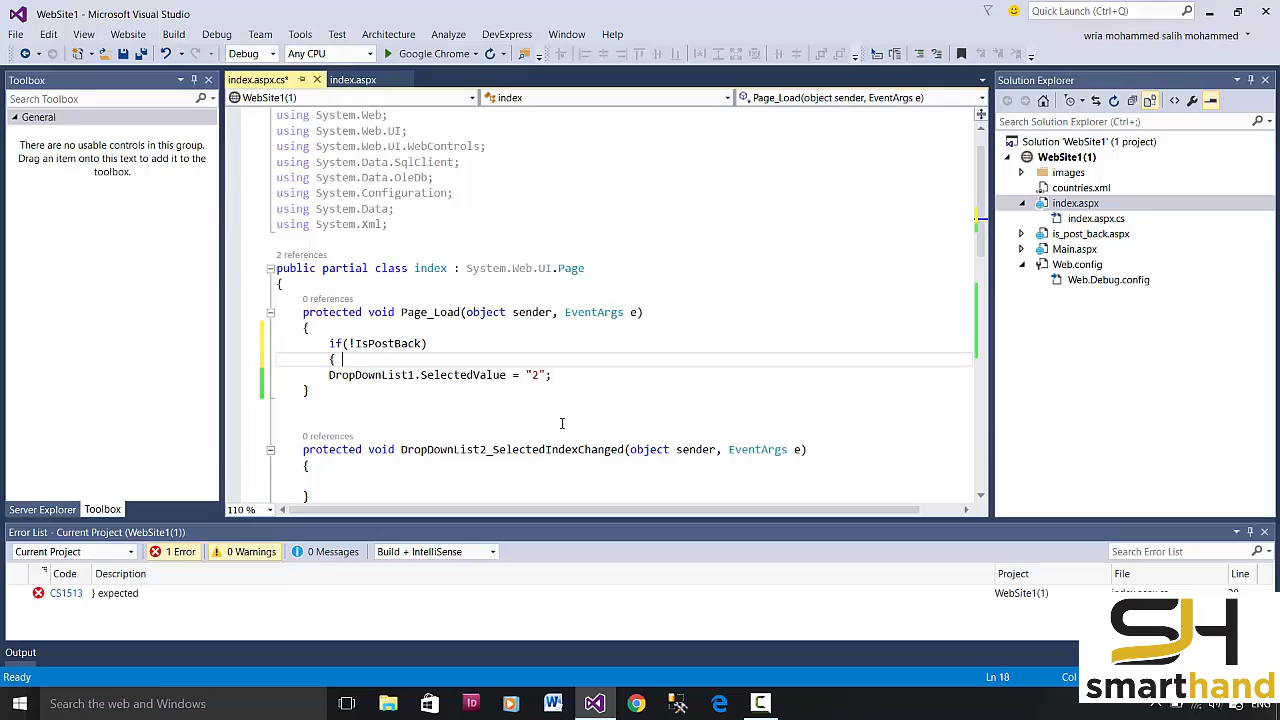 WebSite1 - Microsoft Visual Studio
Quick Launch (Ctrl+Q)
File Edit View Website Build Debug Team Tools Test Architecture Analyze DevExpress Window Help
wria mohammed salih mohammed
Debug Any CPU Google Chrome
Toolbox
Search Toolbox
General
There are no usable controls in this group.
Drag an item onto this text to add it to the
toolbox.
Server Explorer Toolbox
index.aspx.cs* index.aspx
WebSite1(1) index Page_Load(object sender, EventArgs e)
using System.Web;
using System.Web.UI;
using System.Web.UI.WebControls;
using System.Data.SqlClient;
using System.Data.OleDb;
using System.Configuration;
using System.Data;
using System.Xml;
2 references
public partial class index : System.Web.UI.Page
{
0 references
protected void Page_Load(object sender, EventArgs e)
{
if(!IsPostBack)
{
DropDownList1.SelectedValue = "2";
}
0 references
protected void DropDownList2_SelectedIndexChanged(object sender, EventArgs e)
{
}
110 %
Solution Explorer
Search Solution Explorer (Ctrl+;)
Solution 'WebSite1' (1 project)
WebSite1(1)
images
countries.xml
index.aspx
index.aspx.cs
is_post_back.aspx
Main.aspx
Web.config
Web.Debug.config
Error List - Current Project (WebSite1(1))
Current Project 1 Error 0 Warnings 0 Messages Build + IntelliSense Search Error List
Code Description Project File Line
CS1513 } expected WebSite1(1)
Output
Ready Ln 18
Search the web and Windows
SH
smarthand